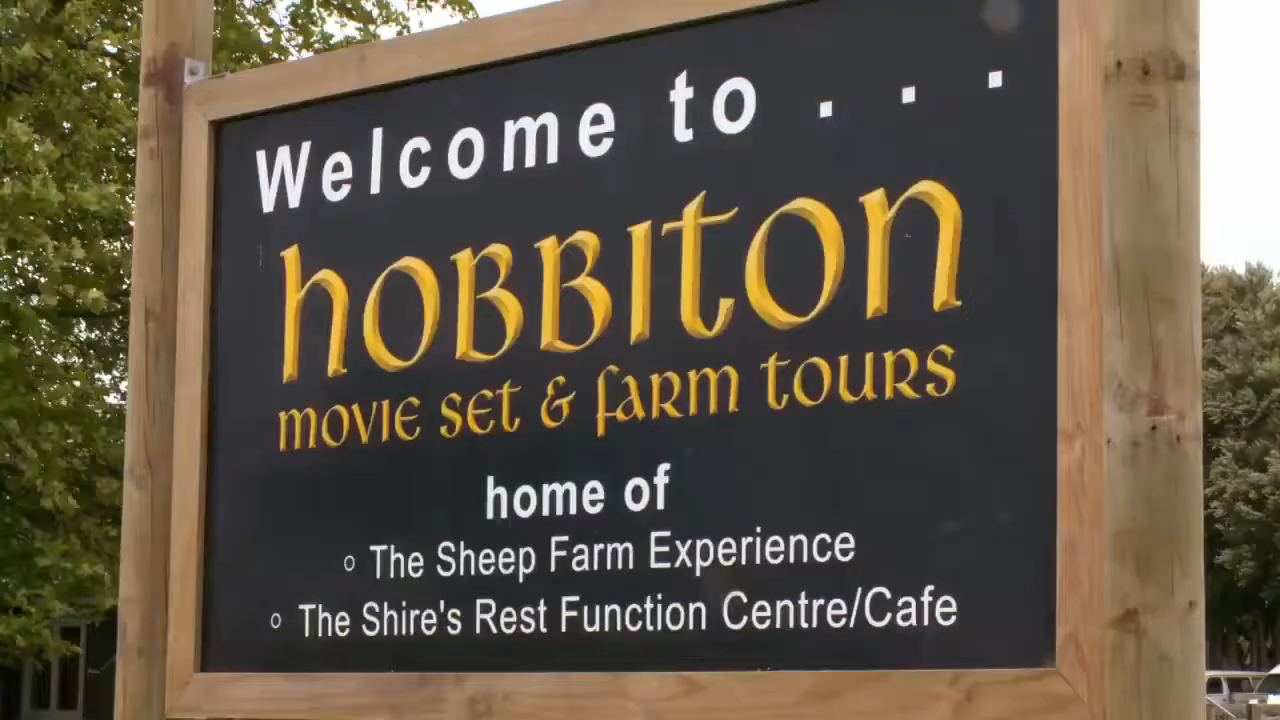 Welcome to . . .
hobbiton
movie set & farm tours
home of
◦ The Sheep Farm Experience
◦ The Shire's Rest Function Centre/Cafe